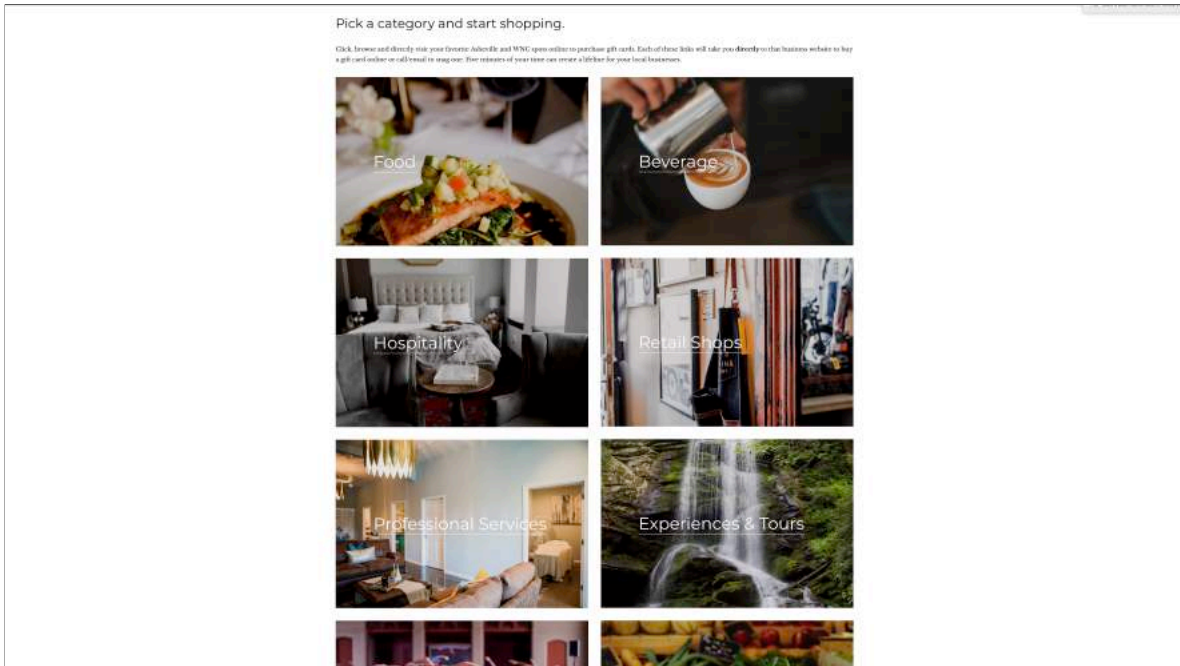 Pick a category and start shopping.
Click, browse and directly visit your favorite Asheville and WNC spots online to purchase gift cards. Each of these links will take you directly to that business website to buy
a gift card online or call/email to snag one. Five minutes of your time can create a lifeline for your local businesses.
Food
Beverage
Hospitality
Retail Shops
Professional Services
Experiences & Tours